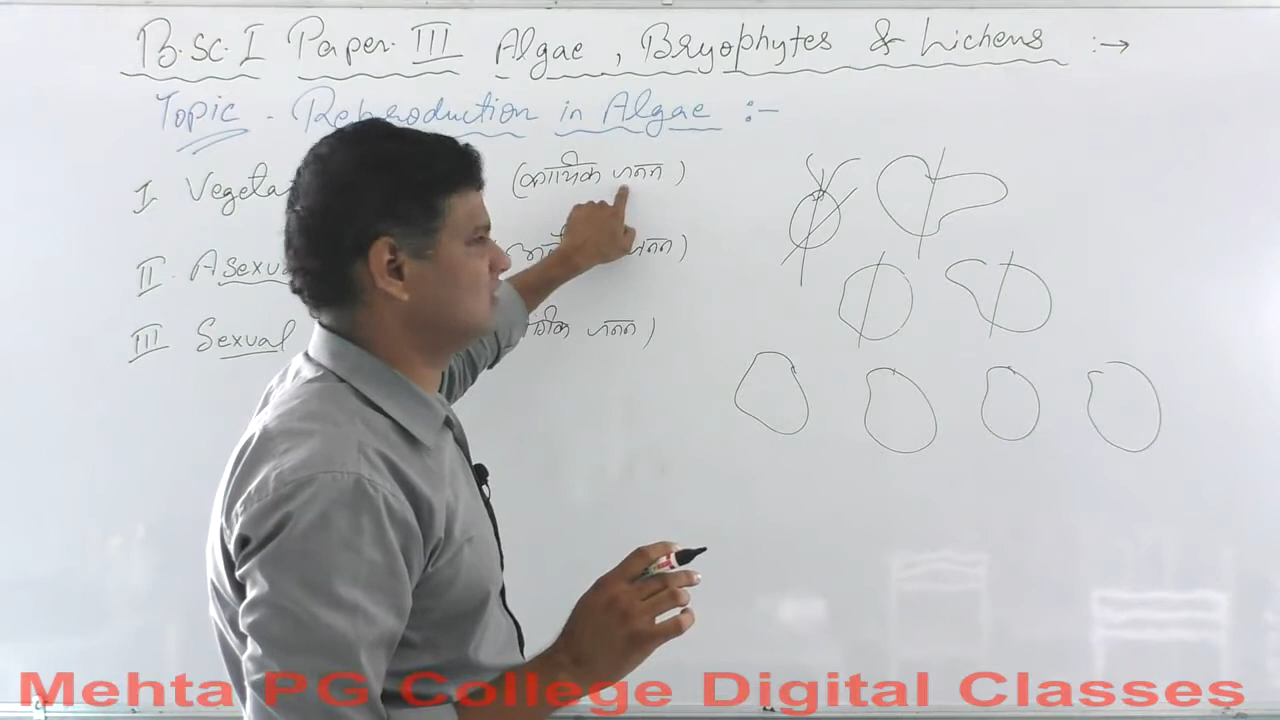 B.Sc. I Paper. III Algae, Bryophytes & Lichens :→
Topic - Reproduction in Algae :-
I Vegeta (कायिक जनन)
II. Asexua जनन)
III Sexual जनन)
Mehta PG College Digital Classes